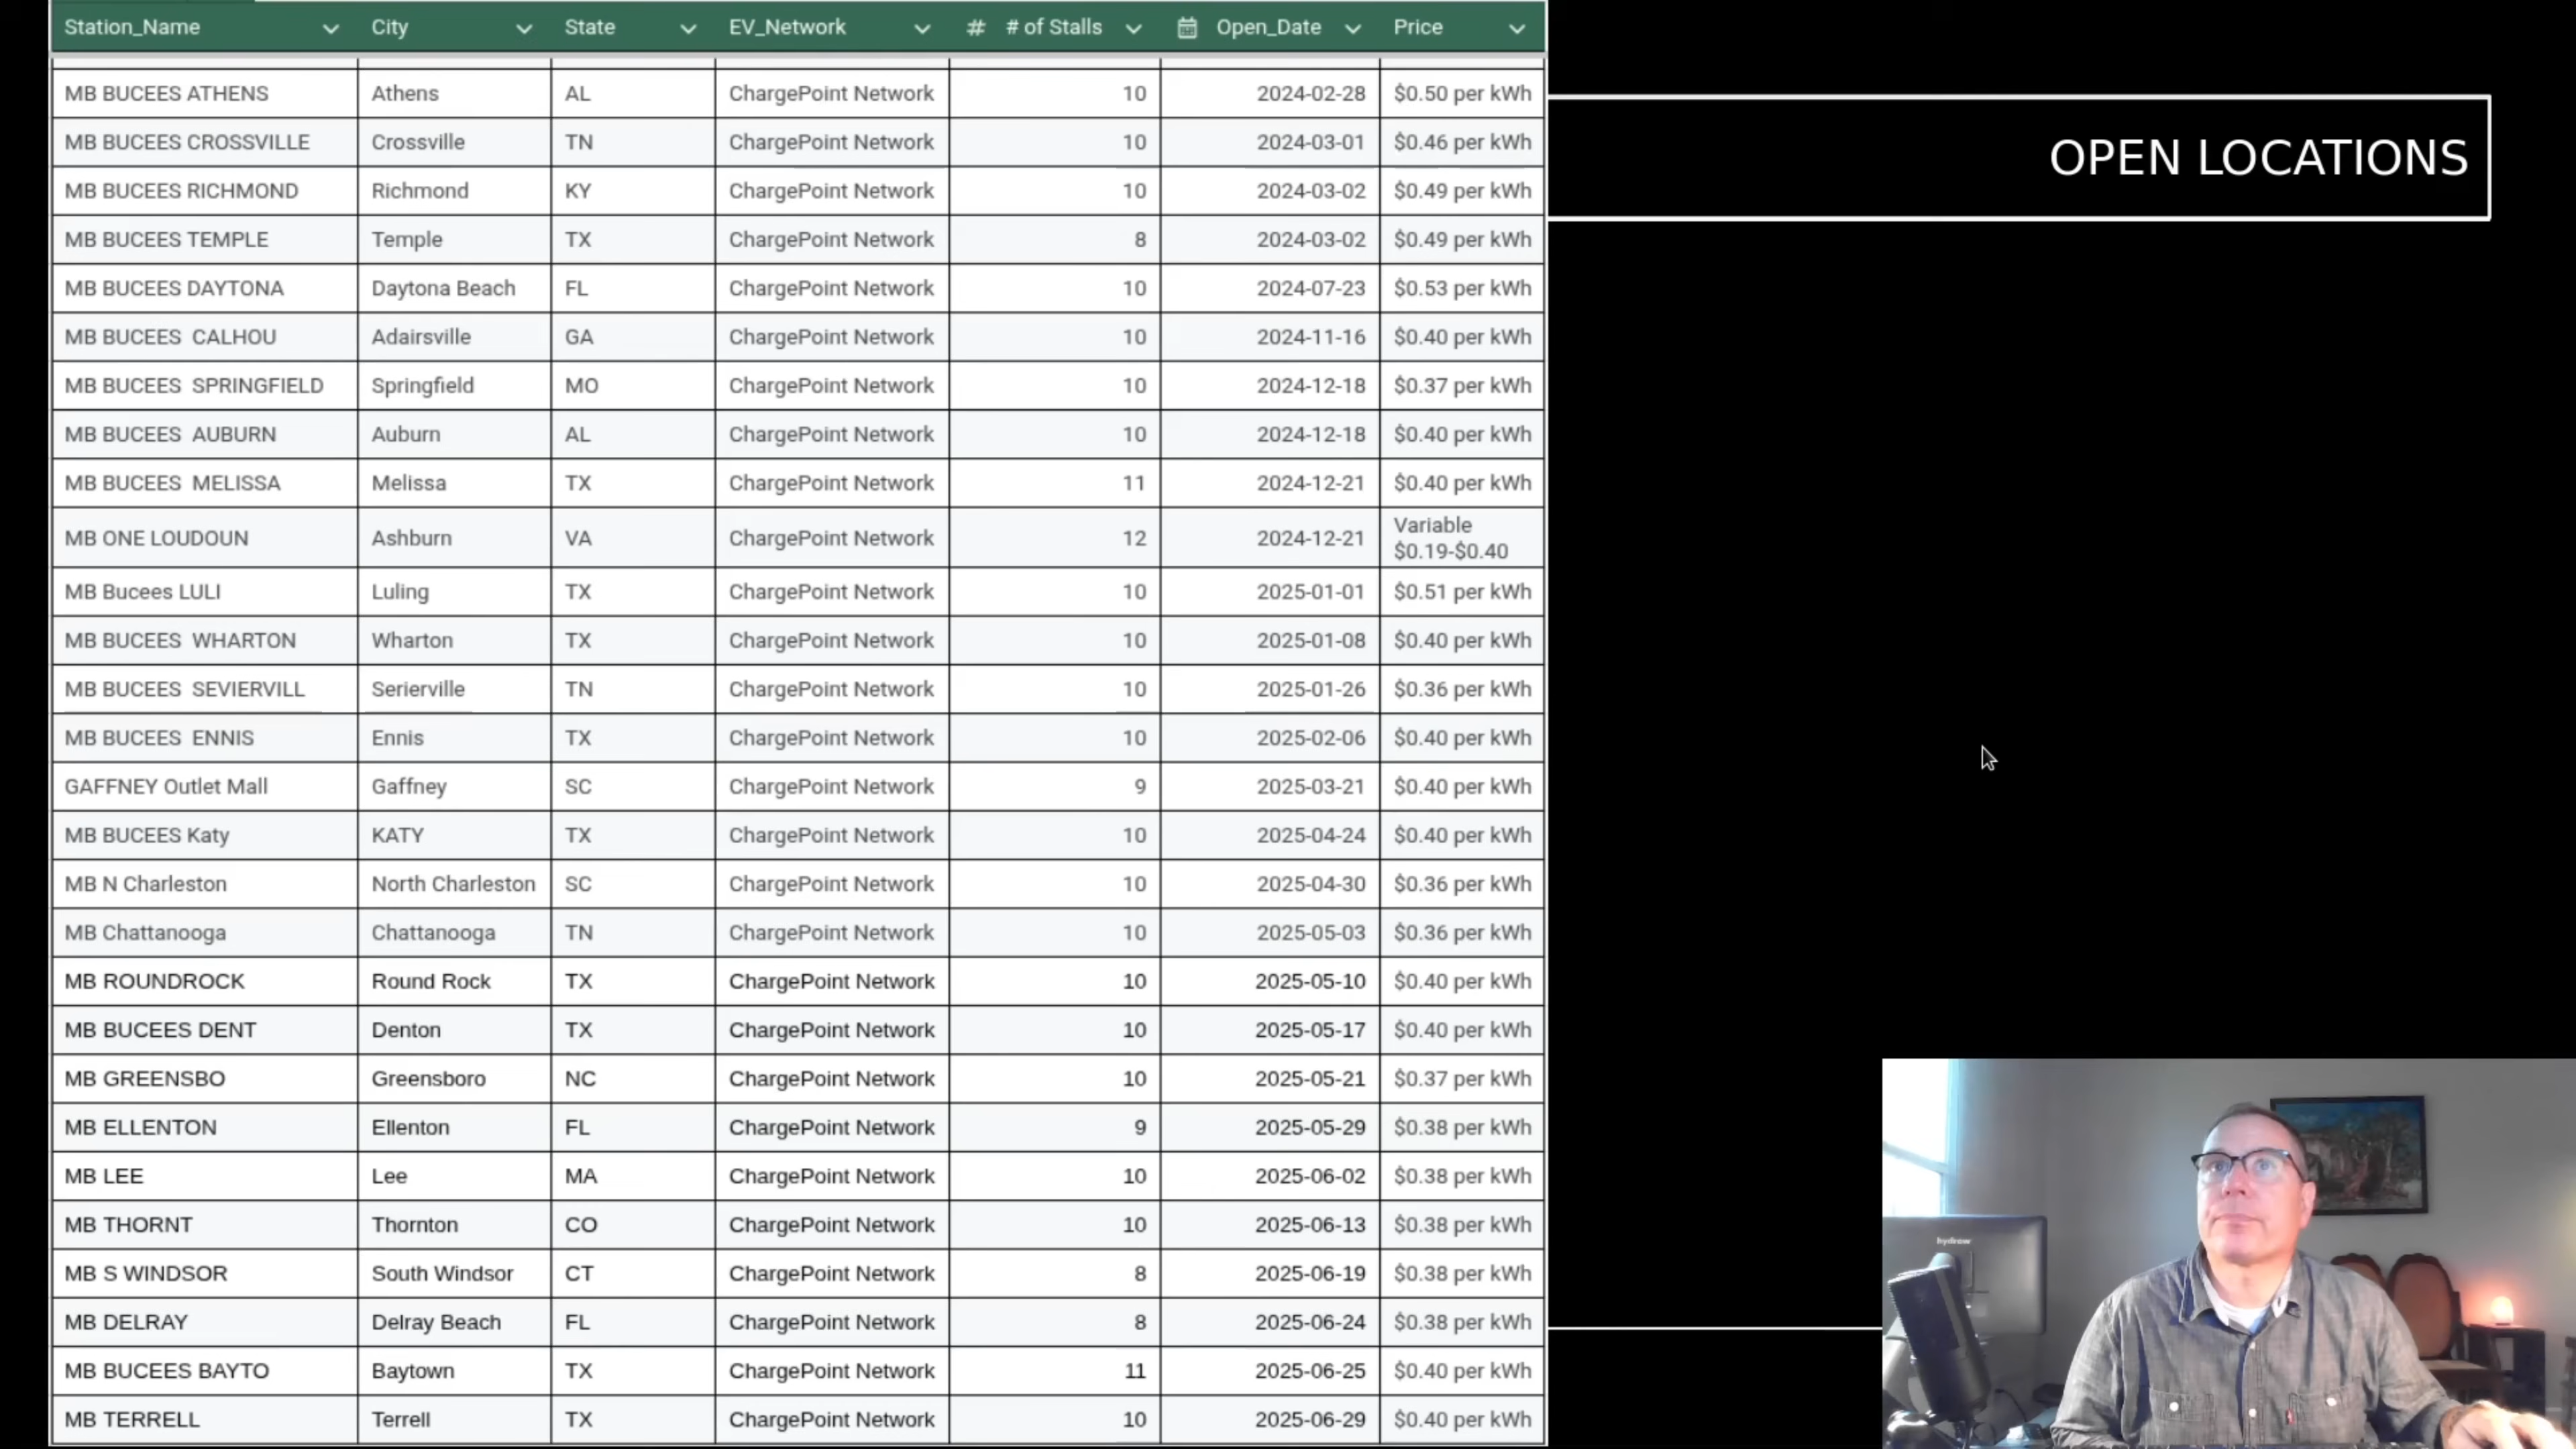 Station_Name City State EV_Network # # of Stalls Open_Date Price
MB BUCEES ATHENS Athens AL ChargePoint Network 10 2024-02-28 $0.50 per kWh
MB BUCEES CROSSVILLE Crossville TN ChargePoint Network 10 2024-03-01 $0.46 per kWh
MB BUCEES RICHMOND Richmond KY ChargePoint Network 10 2024-03-02 $0.49 per kWh
MB BUCEES TEMPLE Temple TX ChargePoint Network 8 2024-03-02 $0.49 per kWh
MB BUCEES DAYTONA Daytona Beach FL ChargePoint Network 10 2024-07-23 $0.53 per kWh
MB BUCEES CALHOU Adairsville GA ChargePoint Network 10 2024-11-16 $0.40 per kWh
MB BUCEES SPRINGFIELD Springfield MO ChargePoint Network 10 2024-12-18 $0.37 per kWh
MB BUCEES AUBURN Auburn AL ChargePoint Network 10 2024-12-18 $0.40 per kWh
MB BUCEES MELISSA Melissa TX ChargePoint Network 11 2024-12-21 $0.40 per kWh
MB ONE LOUDOUN Ashburn VA ChargePoint Network 12 2024-12-21 Variable
$0.19-$0.40
MB Bucees LULI Luling TX ChargePoint Network 10 2025-01-01 $0.51 per kWh
MB BUCEES WHARTON Wharton TX ChargePoint Network 10 2025-01-08 $0.40 per kWh
MB BUCEES SEVIERVILL Serierville TN ChargePoint Network 10 2025-01-26 $0.36 per kWh
MB BUCEES ENNIS Ennis TX ChargePoint Network 10 2025-02-06 $0.40 per kWh
GAFFNEY Outlet Mall Gaffney SC ChargePoint Network 9 2025-03-21 $0.40 per kWh
MB BUCEES Katy KATY TX ChargePoint Network 10 2025-04-24 $0.40 per kWh
MB N Charleston North Charleston SC ChargePoint Network 10 2025-04-30 $0.36 per kWh
MB Chattanooga Chattanooga TN ChargePoint Network 10 2025-05-03 $0.36 per kWh
MB ROUNDROCK Round Rock TX ChargePoint Network 10 2025-05-10 $0.40 per kWh
MB BUCEES DENT Denton TX ChargePoint Network 10 2025-05-17 $0.40 per kWh
MB GREENSBO Greensboro NC ChargePoint Network 10 2025-05-21 $0.37 per kWh
MB ELLENTON Ellenton FL ChargePoint Network 9 2025-05-29 $0.38 per kWh
MB LEE Lee MA ChargePoint Network 10 2025-06-02 $0.38 per kWh
MB THORNT Thornton CO ChargePoint Network 10 2025-06-13 $0.38 per kWh
MB S WINDSOR South Windsor CT ChargePoint Network 8 2025-06-19 $0.38 per kWh
MB DELRAY Delray Beach FL ChargePoint Network 8 2025-06-24 $0.38 per kWh
MB BUCEES BAYTO Baytown TX ChargePoint Network 11 2025-06-25 $0.40 per kWh
MB TERRELL Terrell TX ChargePoint Network 10 2025-06-29 $0.40 per kWh
OPEN LOCATIONS